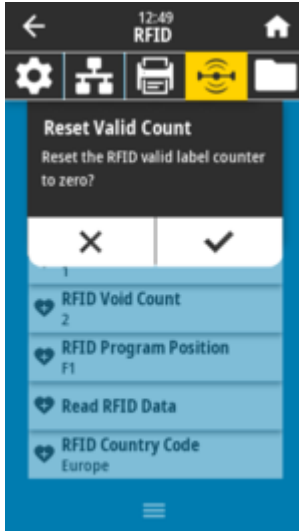 12:49
RFID
Reset Valid Count
Reset the RFID valid label counter
to zero?
1
RFID Void Count
2
RFID Program Position
F1
Read RFID Data
RFID Country Code
Europe